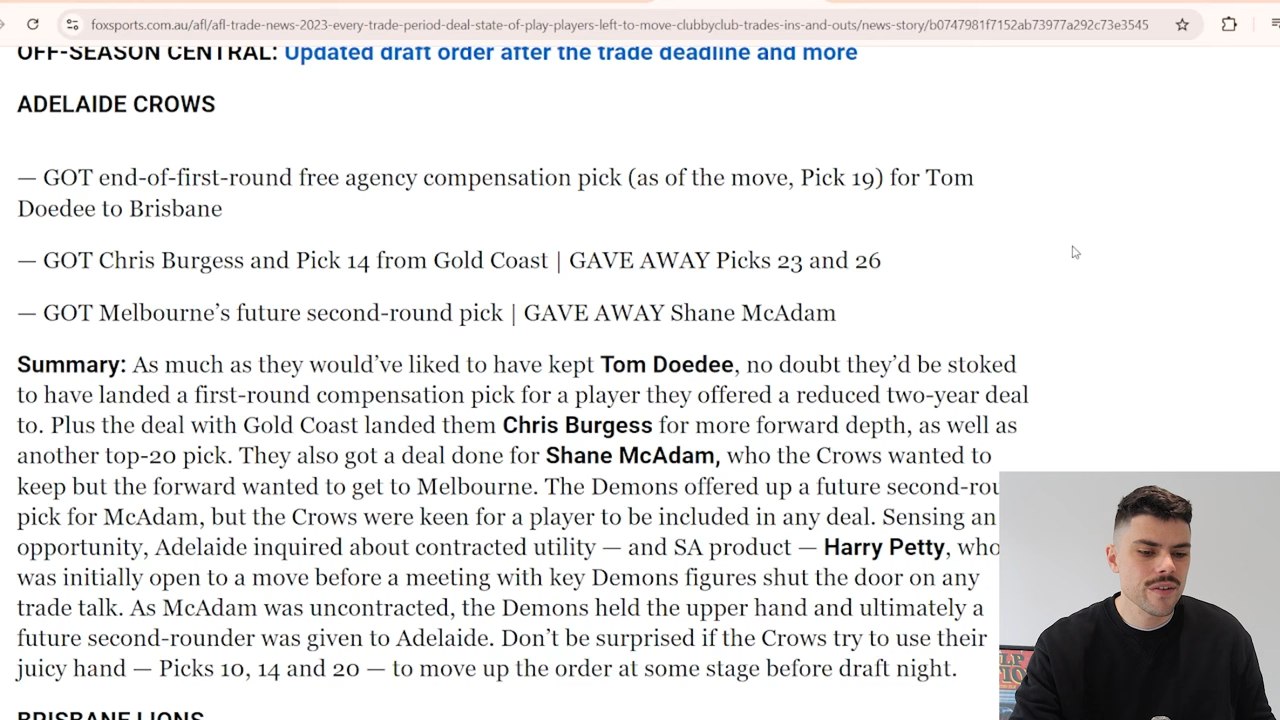 foxsports.com.au/afl/afl-trade-news-2023-every-trade-period-deal-state-of-play-players-left-to-move-clubbyclub-trades-ins-and-outs/news-story/b0747981f7152ab73977a292c73e3545
OFF-SEASON CENTRAL: Updated draft order after the trade deadline and more
ADELAIDE CROWS
— GOT end-of-first-round free agency compensation pick (as of the move, Pick 19) for Tom
Doedee to Brisbane
— GOT Chris Burgess and Pick 14 from Gold Coast | GAVE AWAY Picks 23 and 26
— GOT Melbourne’s future second-round pick | GAVE AWAY Shane McAdam
Summary: As much as they would’ve liked to have kept Tom Doedee, no doubt they’d be stoked
to have landed a first-round compensation pick for a player they offered a reduced two-year deal
to. Plus the deal with Gold Coast landed them Chris Burgess for more forward depth, as well as
another top-20 pick. They also got a deal done for Shane McAdam, who the Crows wanted to
keep but the forward wanted to get to Melbourne. The Demons offered up a future second-rou
pick for McAdam, but the Crows were keen for a player to be included in any deal. Sensing an
opportunity, Adelaide inquired about contracted utility — and SA product — Harry Petty, who
was initially open to a move before a meeting with key Demons figures shut the door on any
trade talk. As McAdam was uncontracted, the Demons held the upper hand and ultimately a
future second-rounder was given to Adelaide. Don’t be surprised if the Crows try to use their
juicy hand — Picks 10, 14 and 20 — to move up the order at some stage before draft night.
BRISBANE LIONS